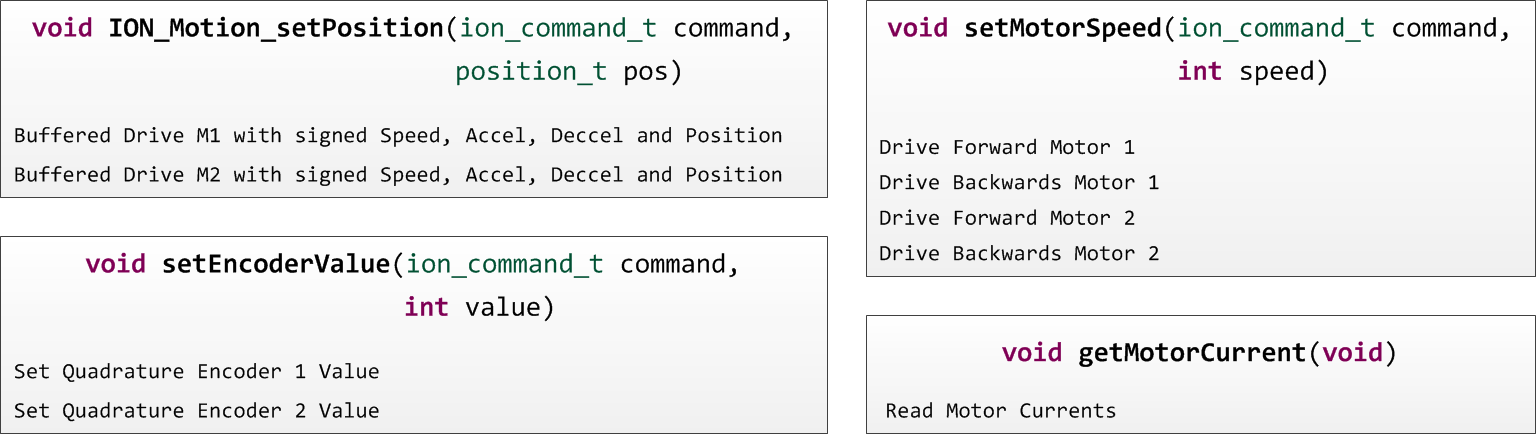 void ION_Motion_setPosition(ion_command_t command,
position_t pos)
Buffered Drive M1 with signed Speed, Accel, Deccel and Position
Buffered Drive M2 with signed Speed, Accel, Deccel and Position
void setEncoderValue(ion_command_t command,
int value)
Set Quadrature Encoder 1 Value
Set Quadrature Encoder 2 Value
void setMotorSpeed(ion_command_t command,
int speed)
Drive Forward Motor 1
Drive Backwards Motor 1
Drive Forward Motor 2
Drive Backwards Motor 2
void getMotorCurrent(void)
Read Motor Currents